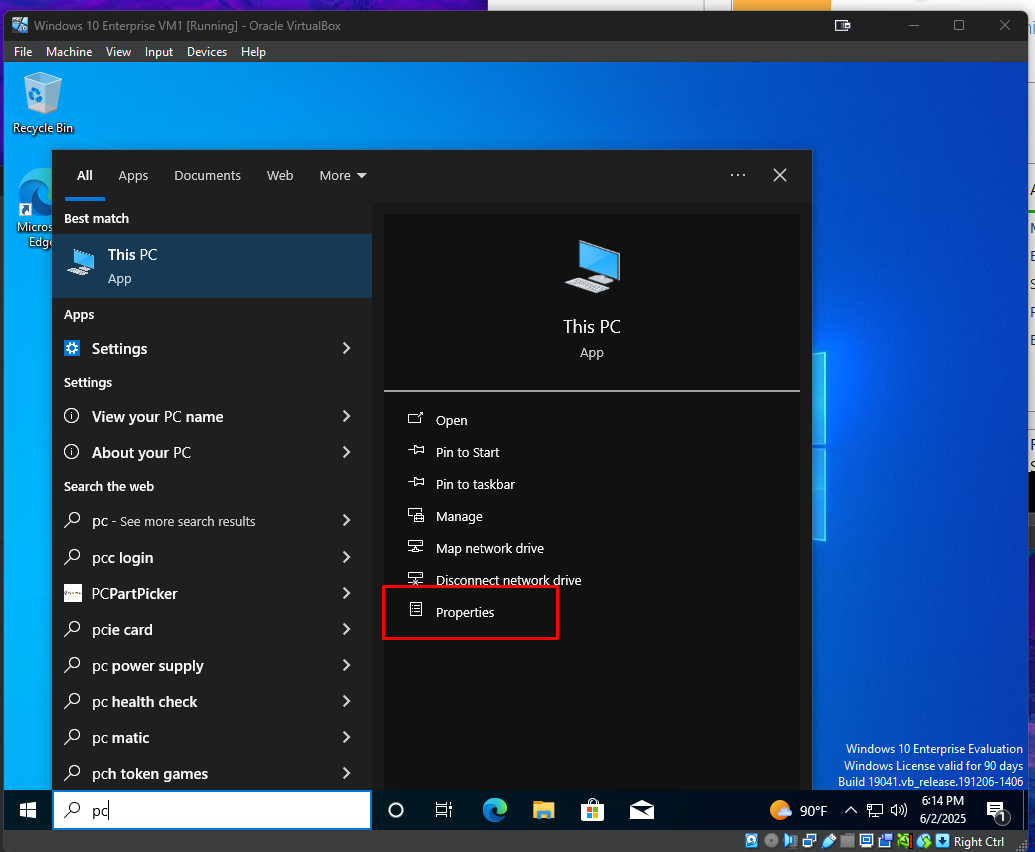 Windows 10 Enterprise VM1 [Running] - Oracle VirtualBox
File Machine View Input Devices Help
Recycle Bin
All Apps Documents Web More
Micros
Edge
Best match
This PC
App
Apps
Settings
Settings
View your PC name
About your PC
Search the web
pc - See more search results
pcc login
PCPartPicker
pcie card
pc power supply
pc health check
pc matic
pch token games
This PC
App
Open
Pin to Start
Pin to taskbar
Manage
Map network drive
Disconnect network drive
Properties
Windows 10 Enterprise Evaluation
Windows License valid for 90 days
Build 19041.vb_release.191206-1406
pc
90°F
6:14 PM
6/2/2025
1
Right Ctrl